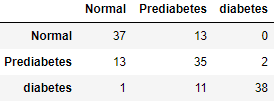 Normal Prediabetes diabetes
Normal 37 13 0
Prediabetes 13 35 2
diabetes 1 11 38